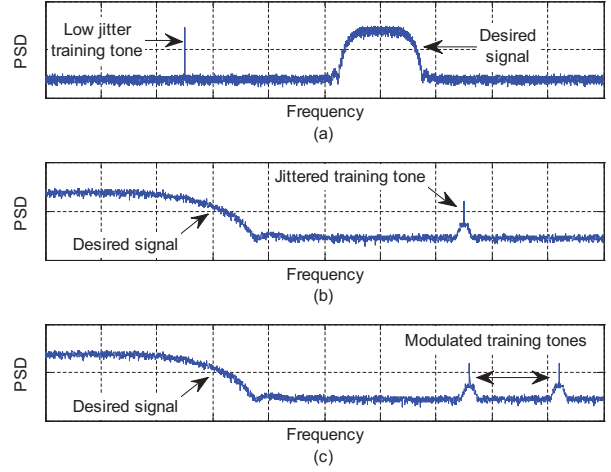 PSD
Low jitter
training tone
Desired
signal
Frequency
(a)
PSD
Jittered training tone
Desired signal
Frequency
(b)
PSD
Modulated training tones
Desired signal
Frequency
(c)